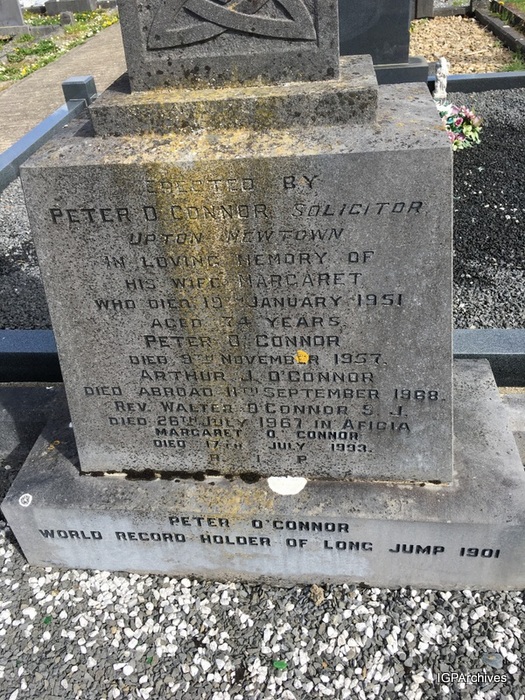 ERECTED BY
PETER O CONNOR, SOLICITOR
UPTON NEWTOWN
IN LOVING MEMORY OF
HIS WIFE MARGARET
WHO DIED 19TH JANUARY 1951
AGED 74 YEARS.
PETER O'CONNOR
DIED 9TH NOVEMBER 1957.
ARTHUR J. O'CONNOR
DIED ABROAD 11TH SEPTEMBER 1968.
REV. WALTER O'CONNOR S. J.
DIED 26TH JULY 1967 IN AFICIA
MARGARET O. CONNOR
DIED 17TH JULY 1993.
R. I. P
PETER O'CONNOR
WORLD RECORD HOLDER OF LONG JUMP 1901
IGPArchives